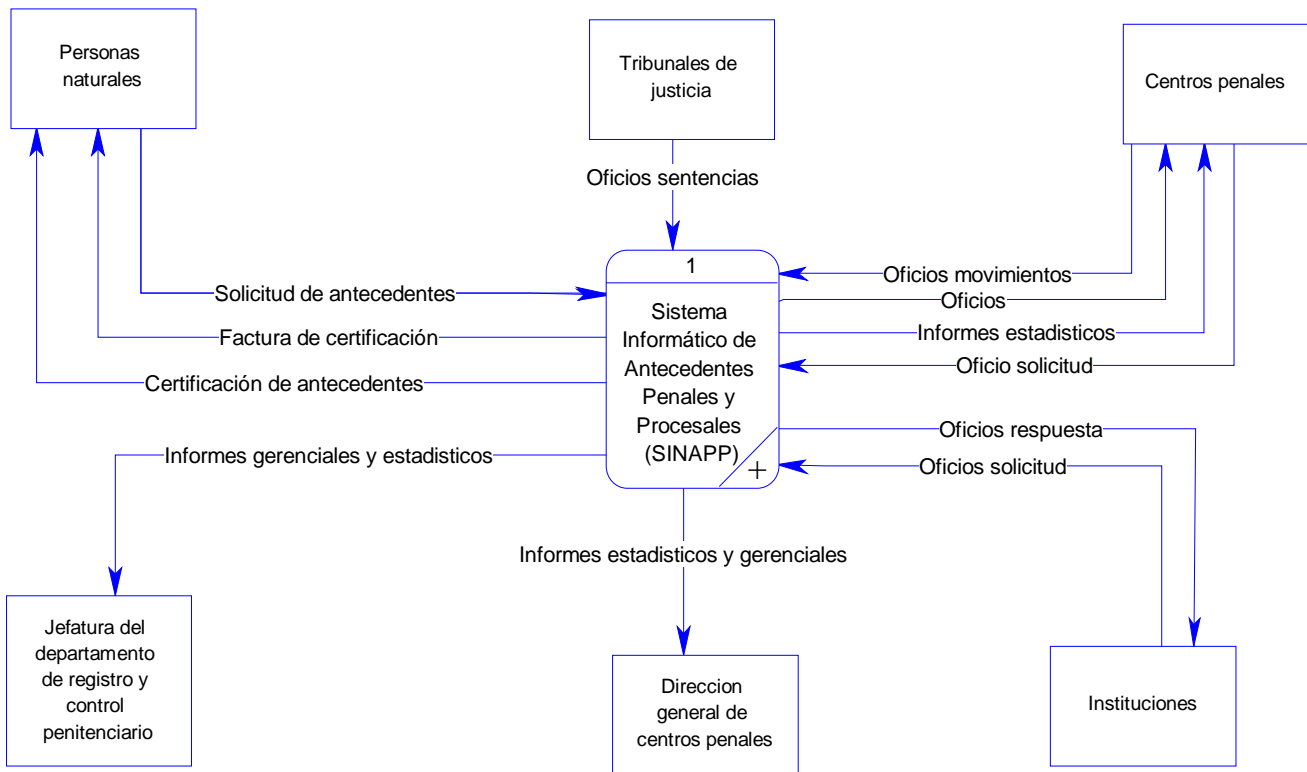 Personas
naturales
Tribunales de
justicia
Centros penales
Oficios sentencias
1
Sistema
Informático de
Antecedentes
Penales y
Procesales
(SINAPP)
Solicitud de antecedentes
Factura de certificación
Certificación de antecedentes
Informes gerenciales y estadisticos
Oficios movimientos
Oficios
Informes estadisticos
Oficio solicitud
Oficios respuesta
Oficios solicitud
Informes estadisticos y gerenciales
Jefatura del
departamento
de registro y
control
penitenciario
Direccion
general de
centros penales
Instituciones